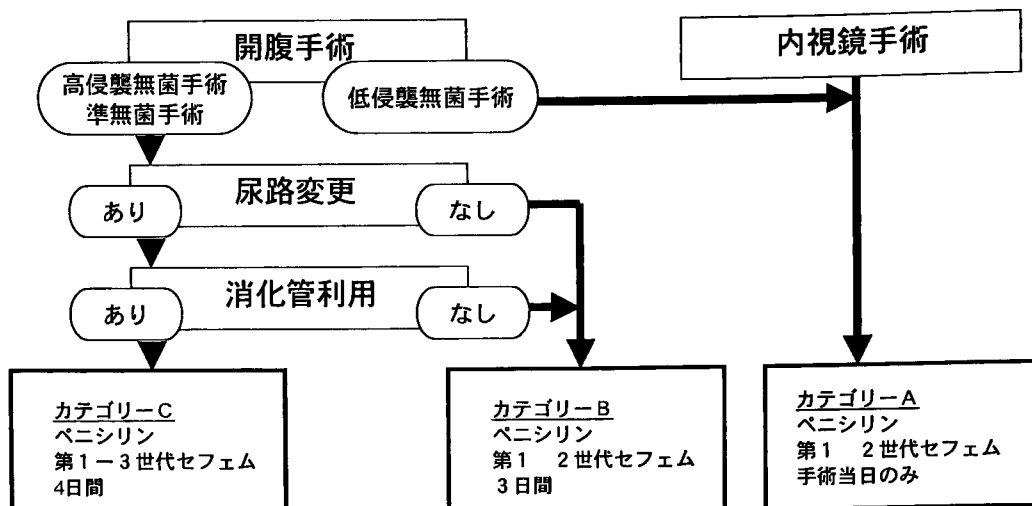 開腹手術
内視鏡手術
高侵襲無菌手術
準無菌手術
低侵襲無菌手術
尿路変更
あり
なし
消化管利用
あり
なし
カテゴリーC
ペニシリン
第1－3世代セフェム
4日間
カテゴリーB
ペニシリン
第1　2世代セフェム
3日間
カテゴリーA
ペニシリン
第1　2世代セフェム
手術当日のみ